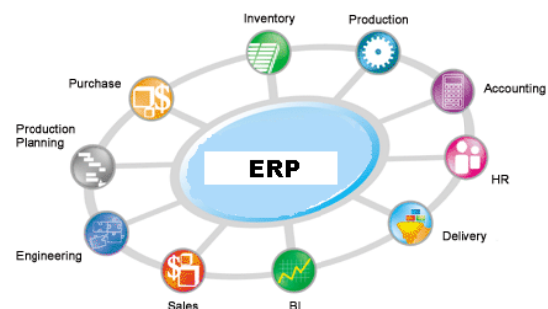 Inventory
Production
Purchase
Accounting
Production
Planning
ERP
HR
Engineering
Delivery
Sales
BI